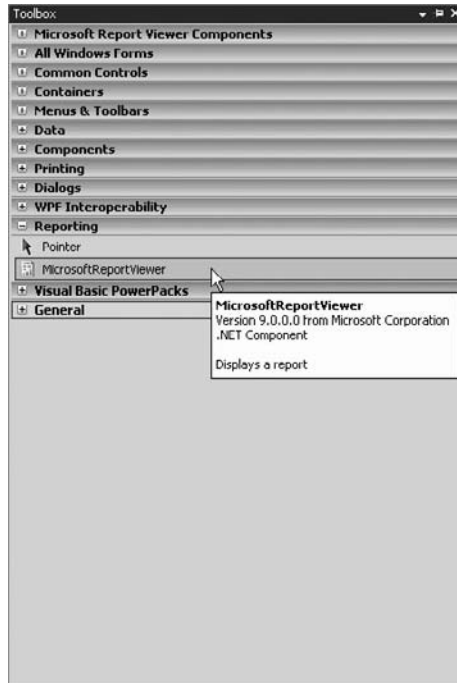 Toolbox
Microsoft Report Viewer Components
All Windows Forms
Common Controls
Containers
Menus & Toolbars
Data
Components
Printing
Dialogs
WPF Interoperability
Reporting
Pointer
MicrosoftReportViewer
Visual Basic PowerPacks
General
MicrosoftReportViewer
Version 9.0.0.0 from Microsoft Corporation
.NET Component
Displays a report